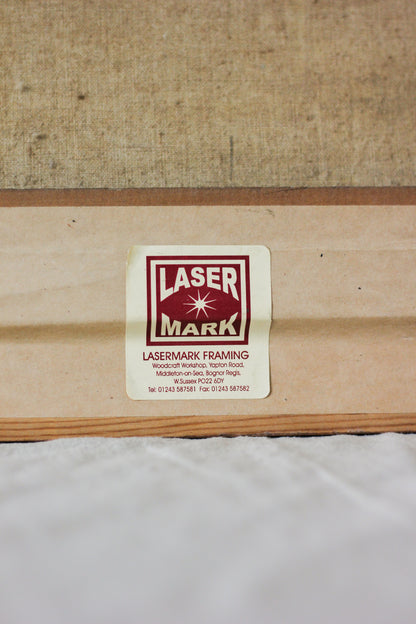 LASER
MARK
LASERMARK FRAMING
Woodcraft Workshop, Yapton Road,
Middleton-on-Sea, Bognor Regis,
W.Sussex PO22 6DY
Tel: 01243 587581 Fax: 01243 587582